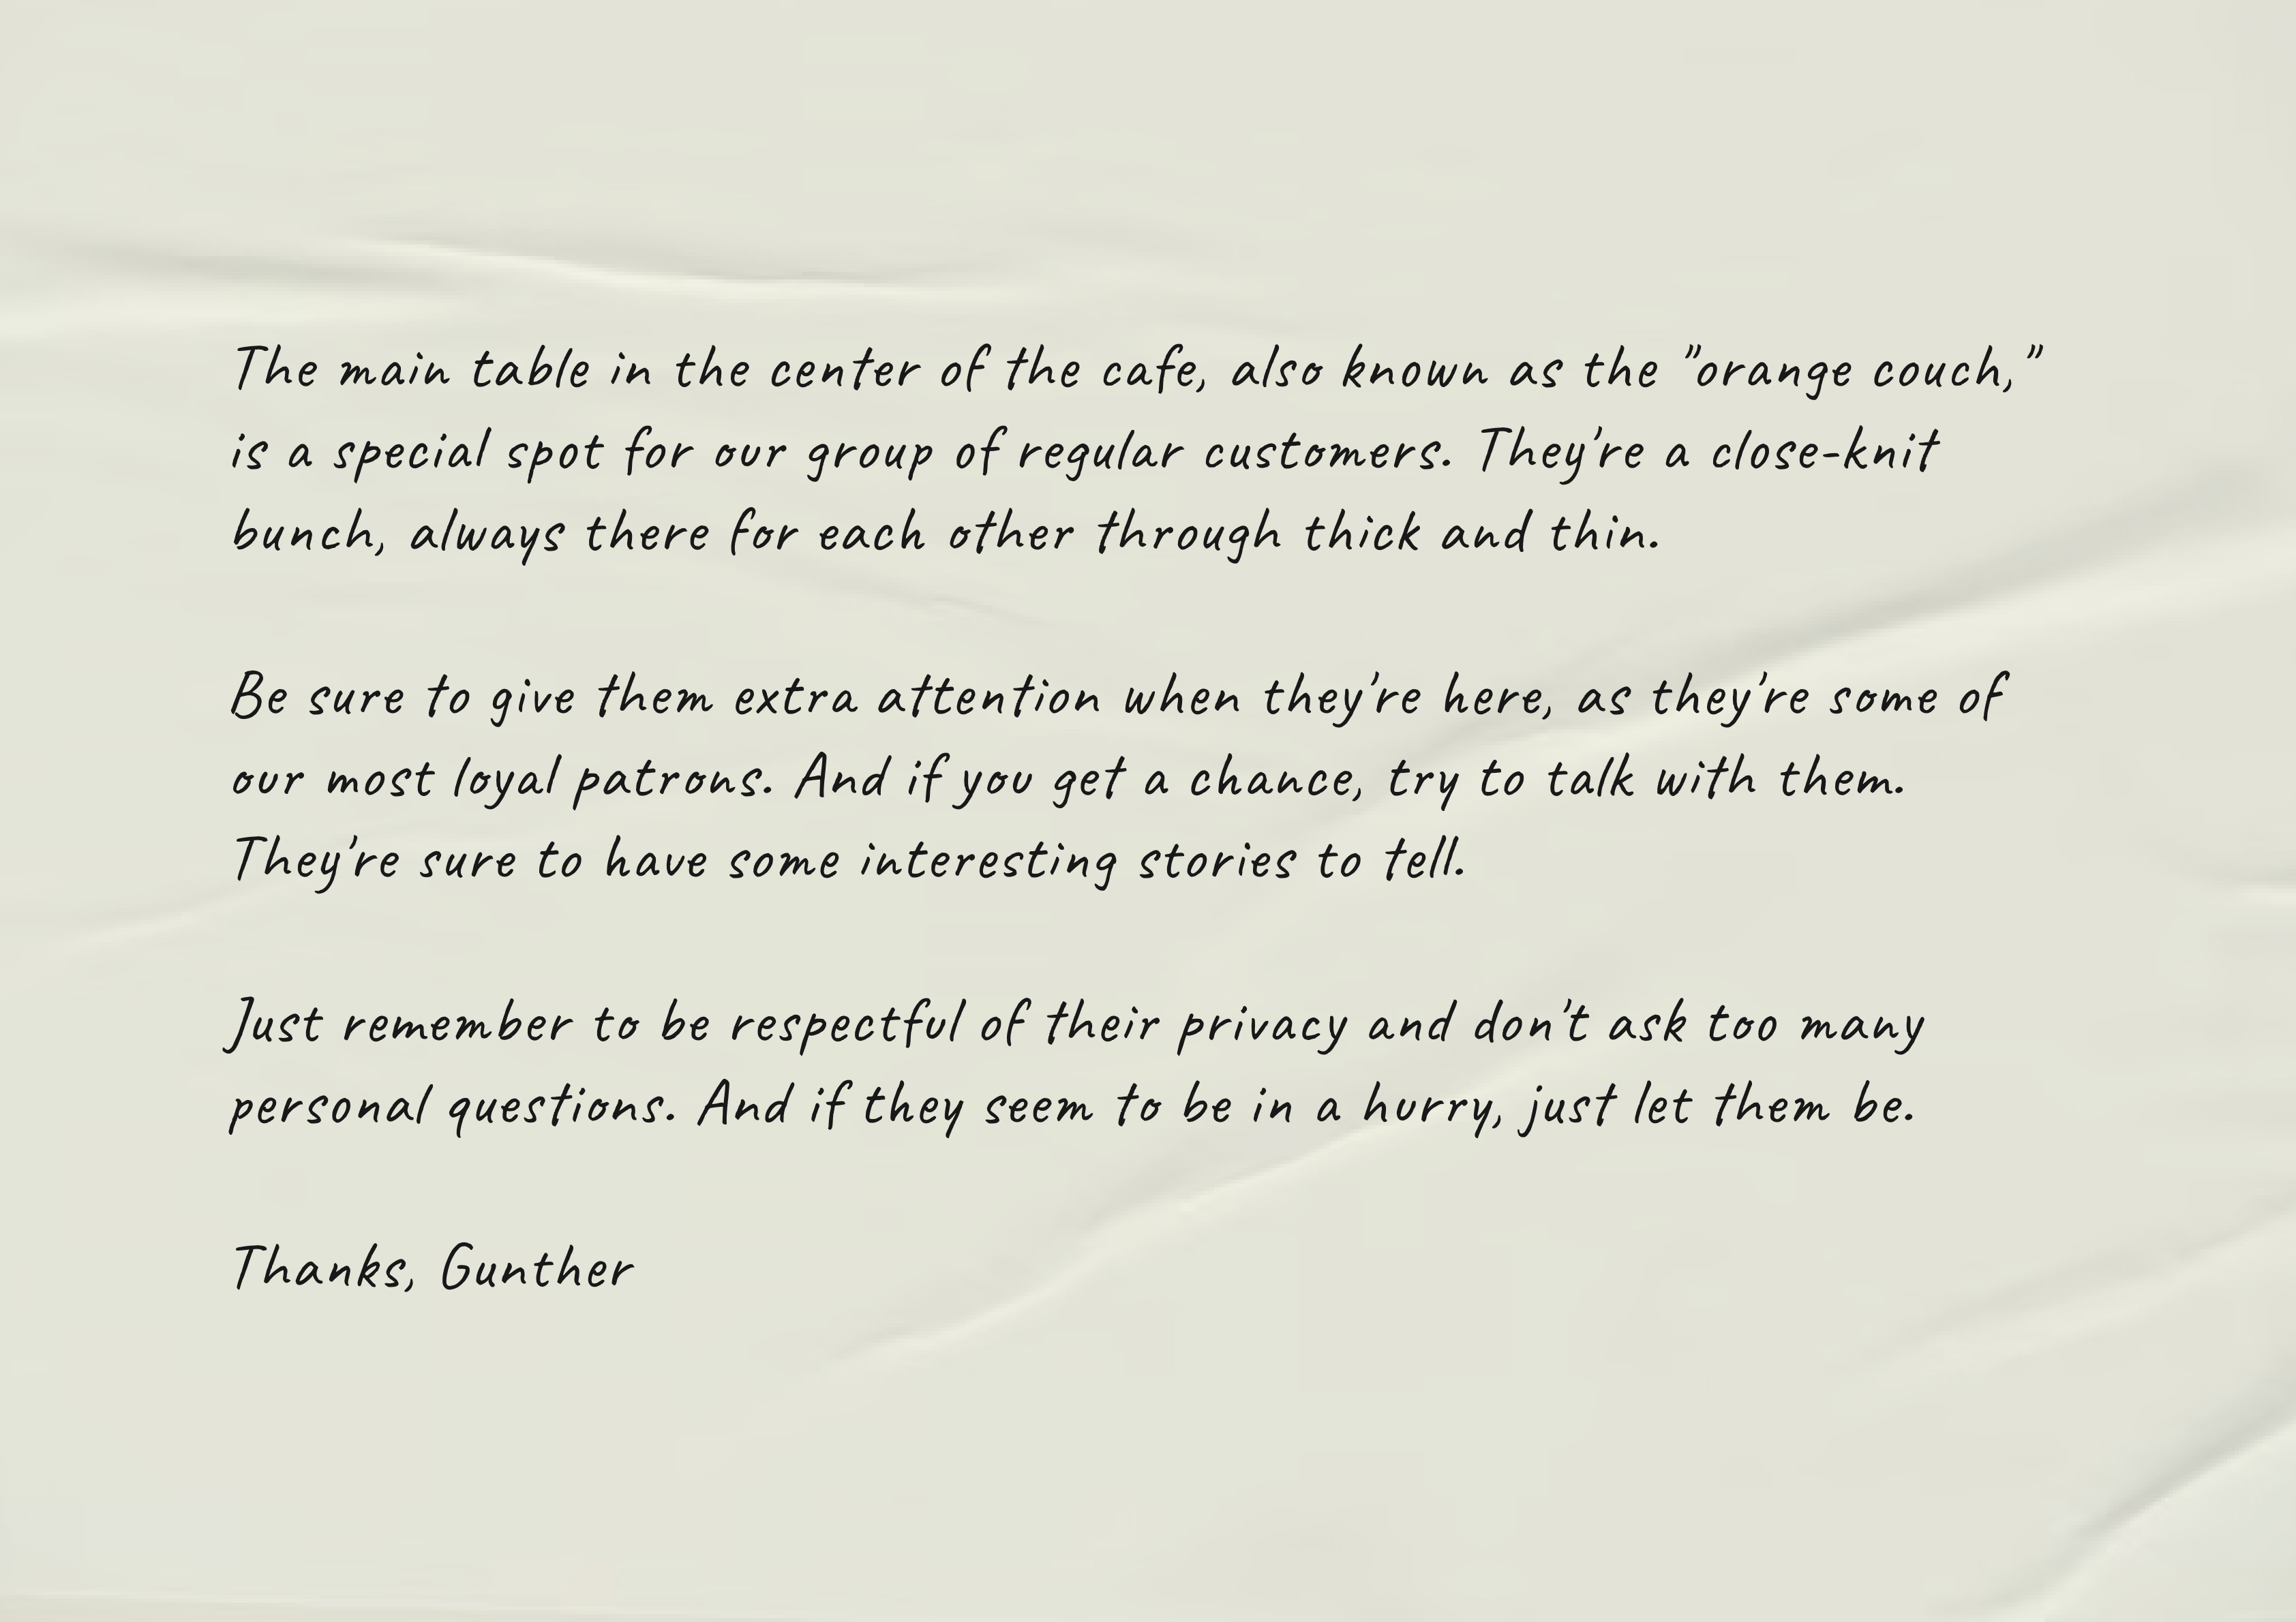 The main table in the center of the cafe, also known as the "orange couch,"
is a special spot for our group of regular customers. They're a close-knit
bunch, always there for each other through thick and thin.
Be sure to give them extra attention when they're here, as they're some of
our most loyal patrons. And if you get a chance, try to talk with them.
They're sure to have some interesting stories to tell.
Just remember to be respectful of their privacy and don't ask too many
personal questions. And if they seem to be in a hurry, just let them be.
Thanks, Gunther